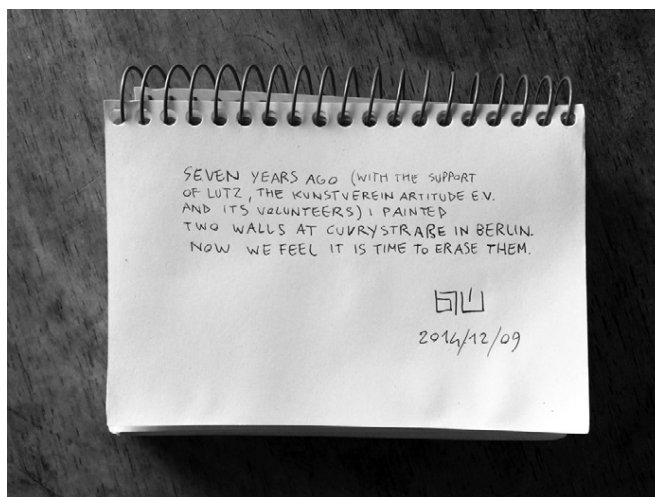 SEVEN YEARS AGO (WITH THE SUPPORT
OF LUTZ, THE KUNSTVEREIN ARTITUDE E.V.
AND ITS VOLUNTEERS) I PAINTED
TWO WALLS AT CUVRYSTRAßE IN BERLIN.
NOW WE FEEL IT IS TIME TO ERASE THEM.
BLU
2014/12/09